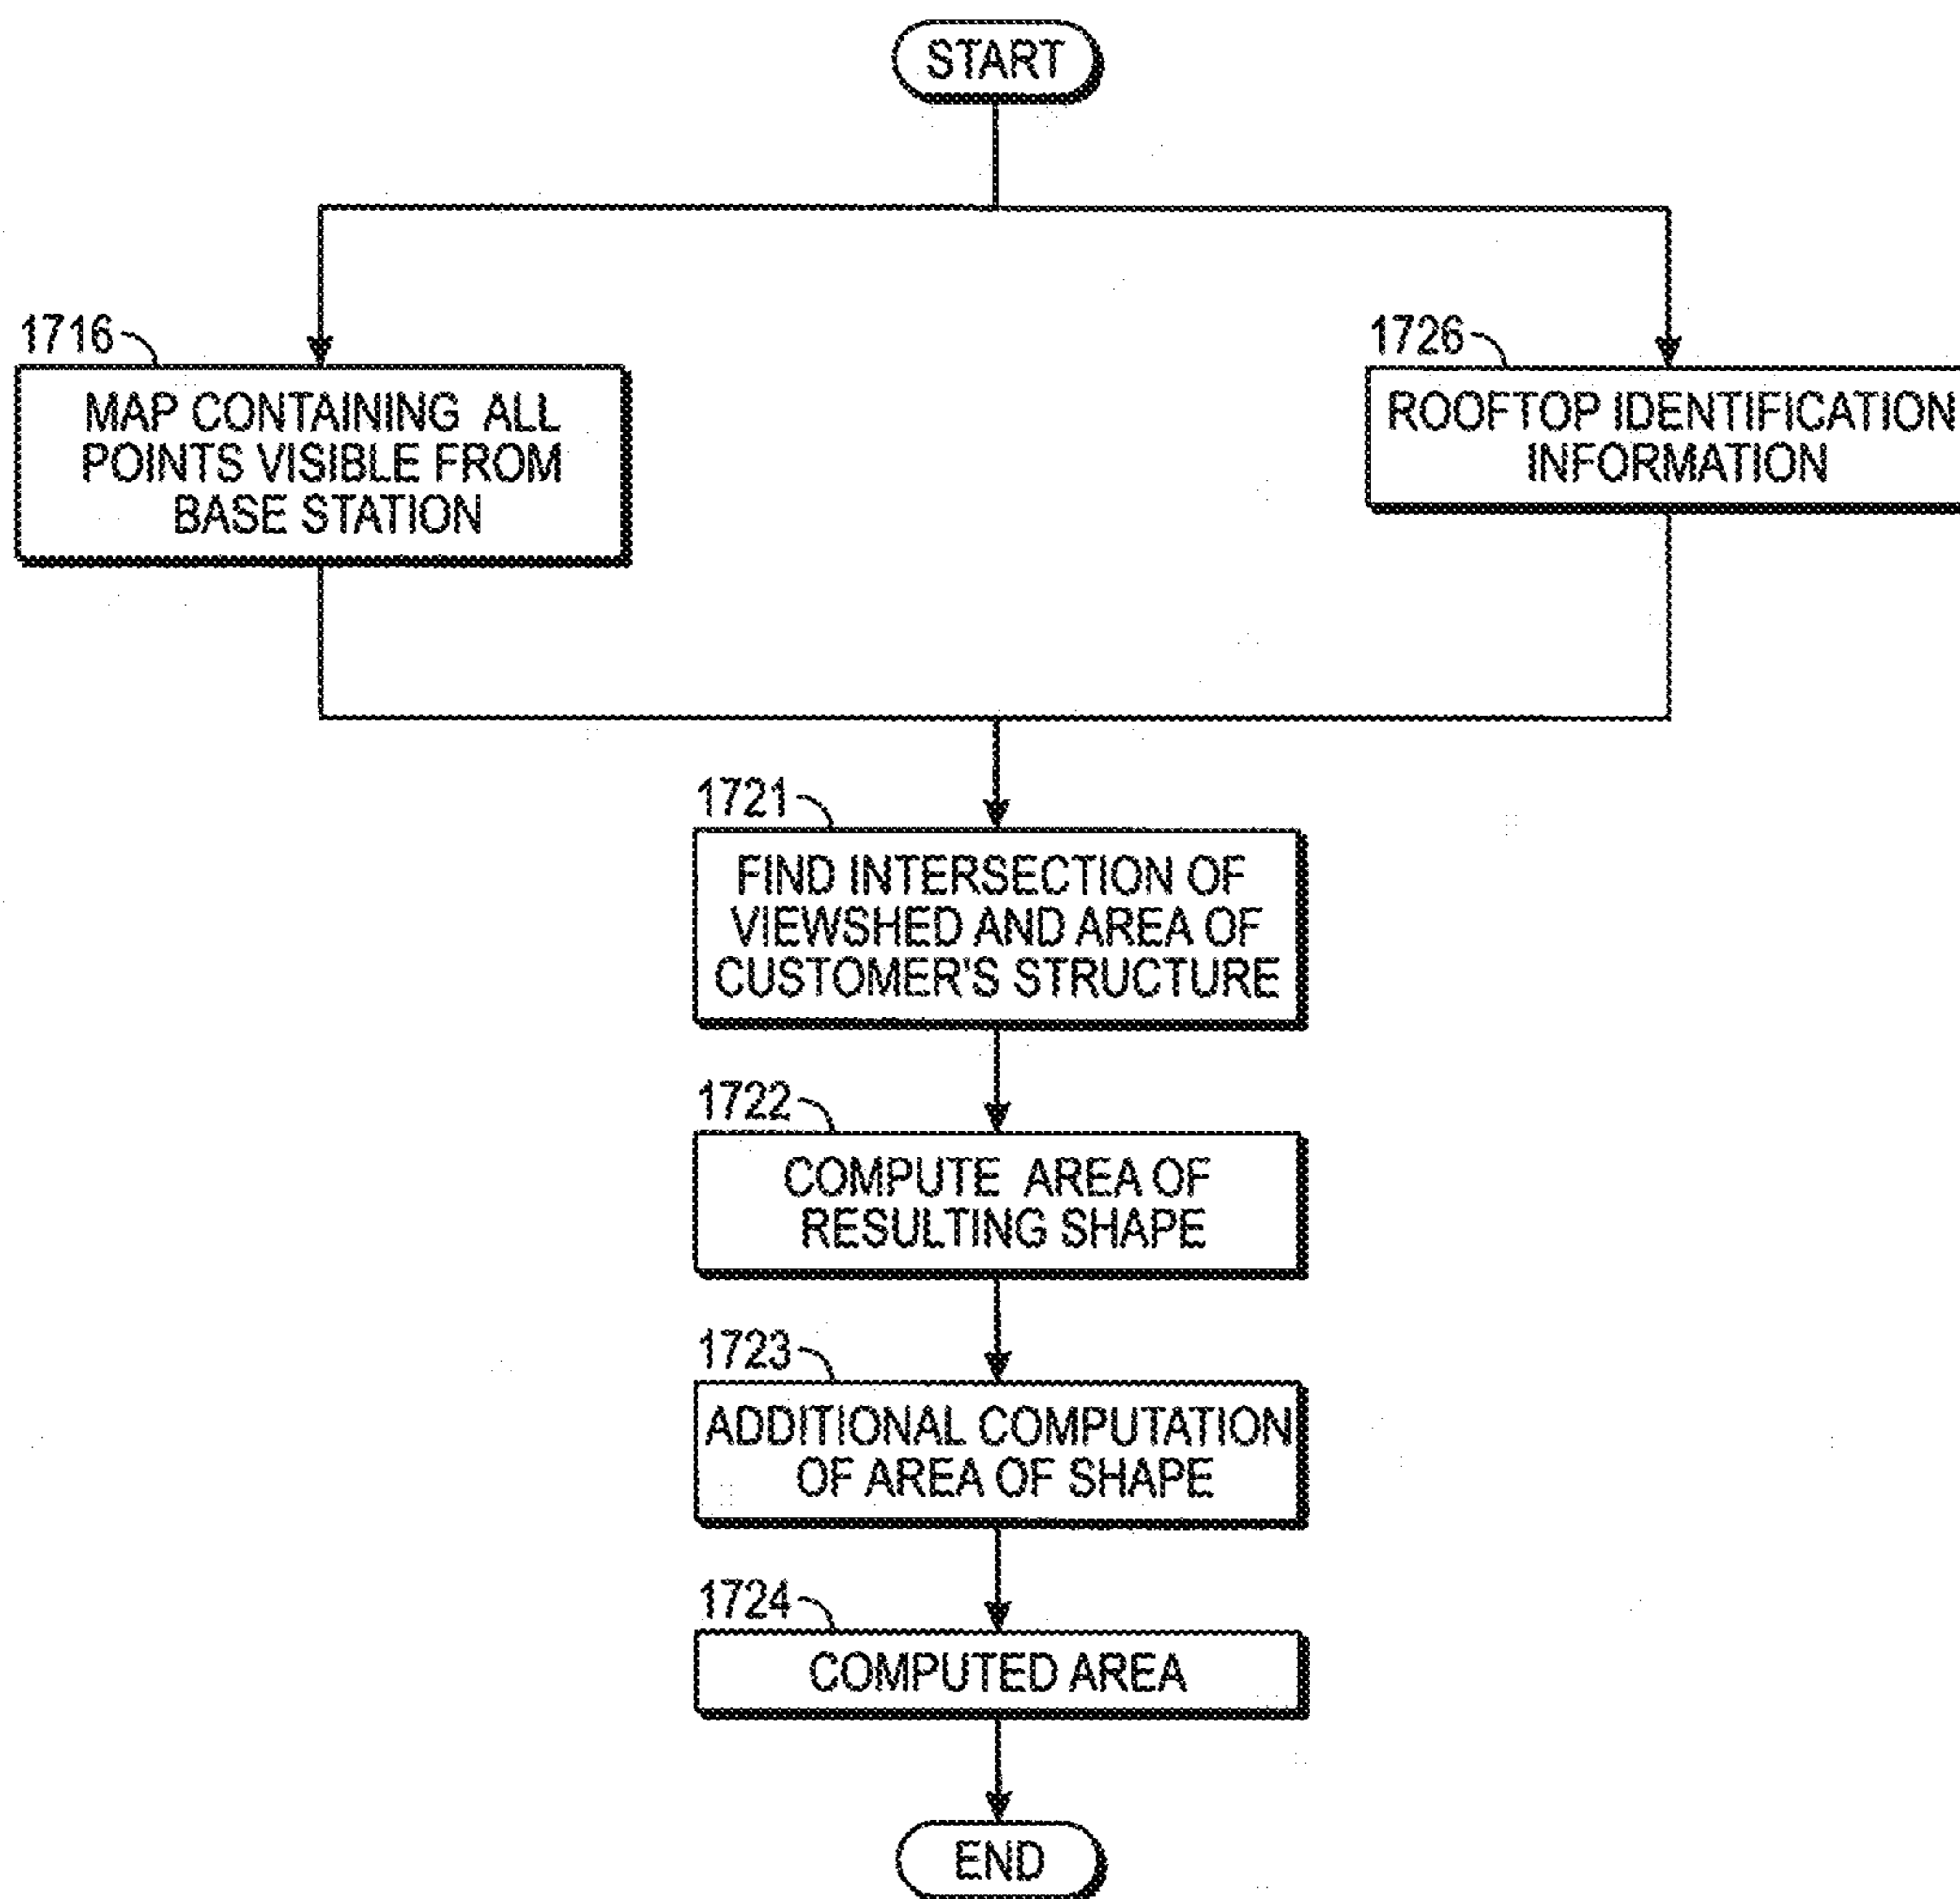 START
1716
MAP CONTAINING ALL
POINTS VISIBLE FROM
BASE STATION
1726
ROOFTOP IDENTIFICATION
INFORMATION
1721
FIND INTERSECTION OF
VIEWSHED AND AREA OF
CUSTOMER'S STRUCTURE
1722
COMPUTE AREA OF
RESULTING SHAPE
1723
ADDITIONAL COMPUTATION
OF AREA OF SHAPE
1724
COMPUTED AREA
END